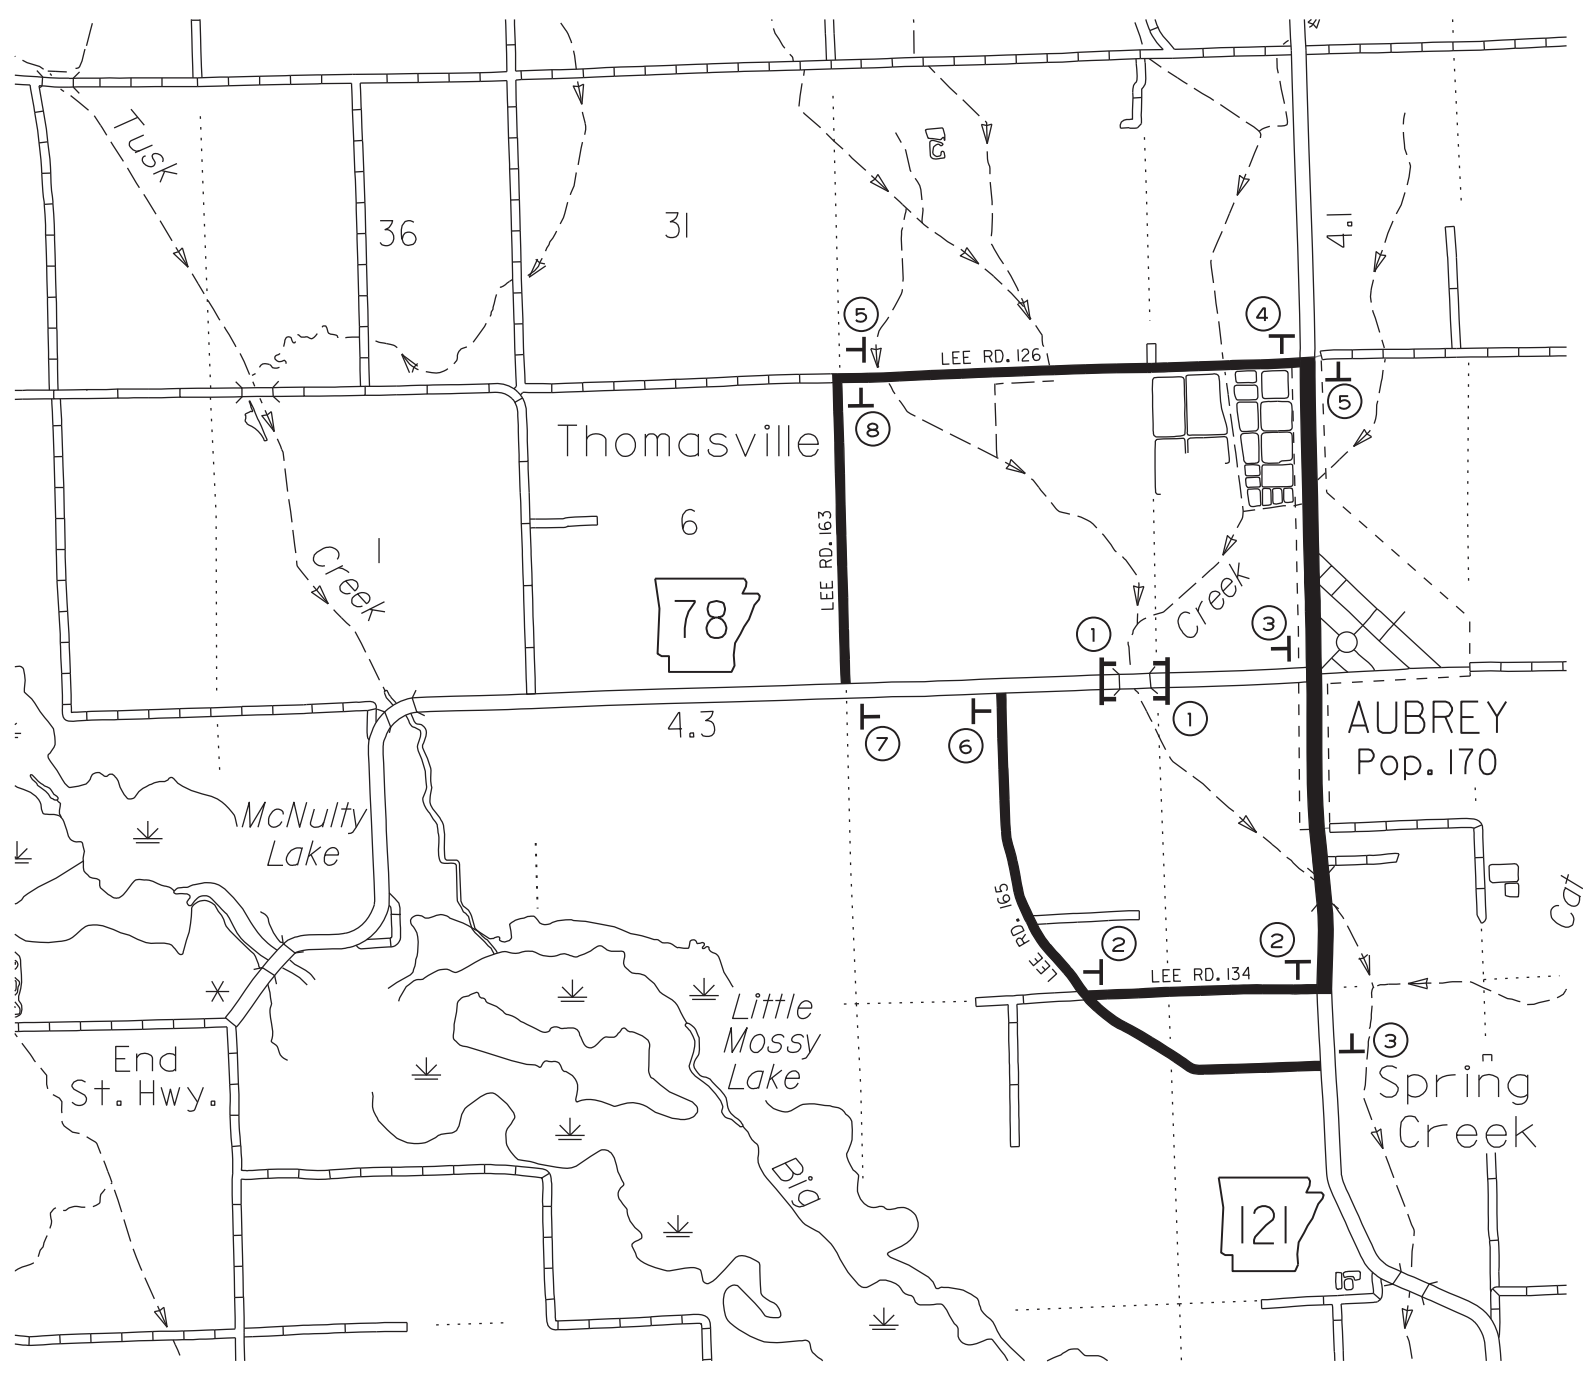 Tusk
36
31
4.1
5
4
LEE RD. 126
5
8
Thomasville
6
LEE RD. 163
1
Creek
78
Creek
1
3
4.3
7
6
1
AUBREY
Pop. 170
McNulty
Lake
LEE RD. 165
2
2
LEE RD. 134
Cat
Little
Mossy
Lake
3
End
St. Hwy.
Spring
Creek
Big
121